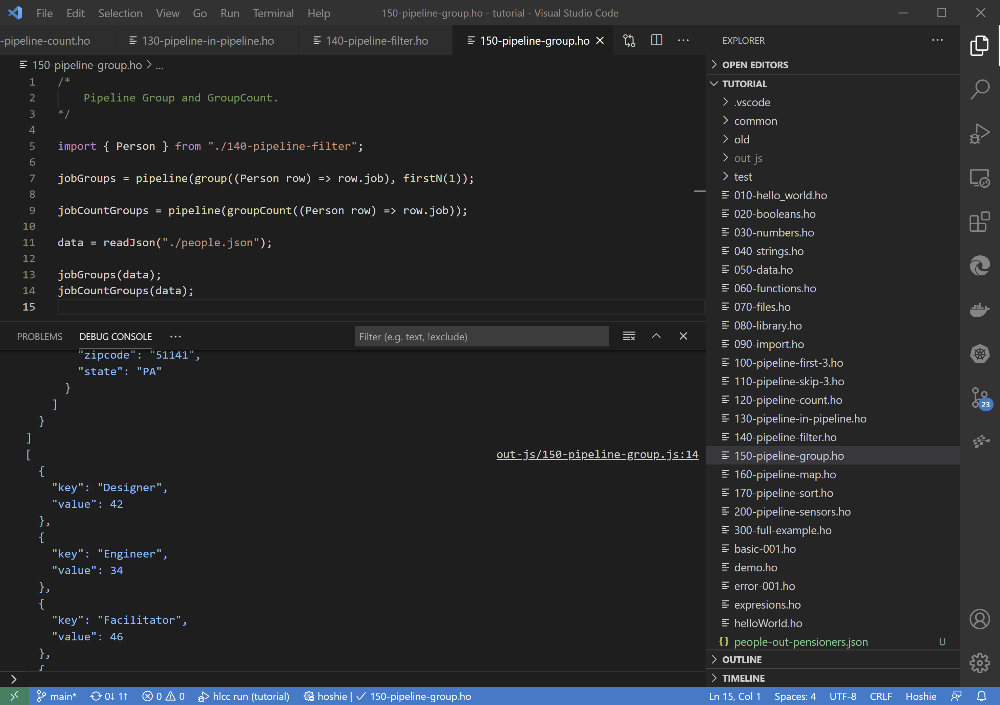 File Edit Selection View Go Run Terminal Help 150-pipeline-group.ho - tutorial - Visual Studio Code
-pipeline-count.ho 130-pipeline-in-pipeline.ho 140-pipeline-filter.ho 150-pipeline-group.ho
150-pipeline-group.ho > ...
1 /*
2 Pipeline Group and GroupCount.
3 */
4
5 import { Person } from "./140-pipeline-filter";
6
7 jobGroups = pipeline(group((Person row) => row.job), firstN(1));
8
9 jobCountGroups = pipeline(groupCount((Person row) => row.job));
10
11 data = readJson("./people.json");
12
13 jobGroups(data);
14 jobCountGroups(data);
15
PROBLEMS DEBUG CONSOLE ... Filter (e.g. text, !exclude)
"zipcode": "51141",
"state": "PA"
}
]
}
]
[ out-js/150-pipeline-group.js:14
{
"key": "Designer",
"value": 42
},
{
"key": "Engineer",
"value": 34
},
{
"key": "Facilitator",
"value": 46
},
{
>
EXPLORER ...
OPEN EDITORS
TUTORIAL
.vscode
common
old
out-js
test
010-hello_world.ho
020-booleans.ho
030-numbers.ho
040-strings.ho
050-data.ho
060-functions.ho
070-files.ho
080-library.ho
090-import.ho
100-pipeline-first-3.ho
110-pipeline-skip-3.ho
120-pipeline-count.ho
130-pipeline-in-pipeline.ho
140-pipeline-filter.ho
150-pipeline-group.ho
160-pipeline-map.ho
170-pipeline-sort.ho
200-pipeline-sensors.ho
300-full-example.ho
basic-001.ho
demo.ho
error-001.ho
expresions.ho
helloWorld.ho
{} people-out-pensioners.json U
OUTLINE
TIMELINE
23
main* 0↓ 1↑ 0 0 hlcc run (tutorial) hoshie | ✓ 150-pipeline-group.ho Ln 15, Col 1 Spaces: 4 UTF-8 CRLF Hoshie